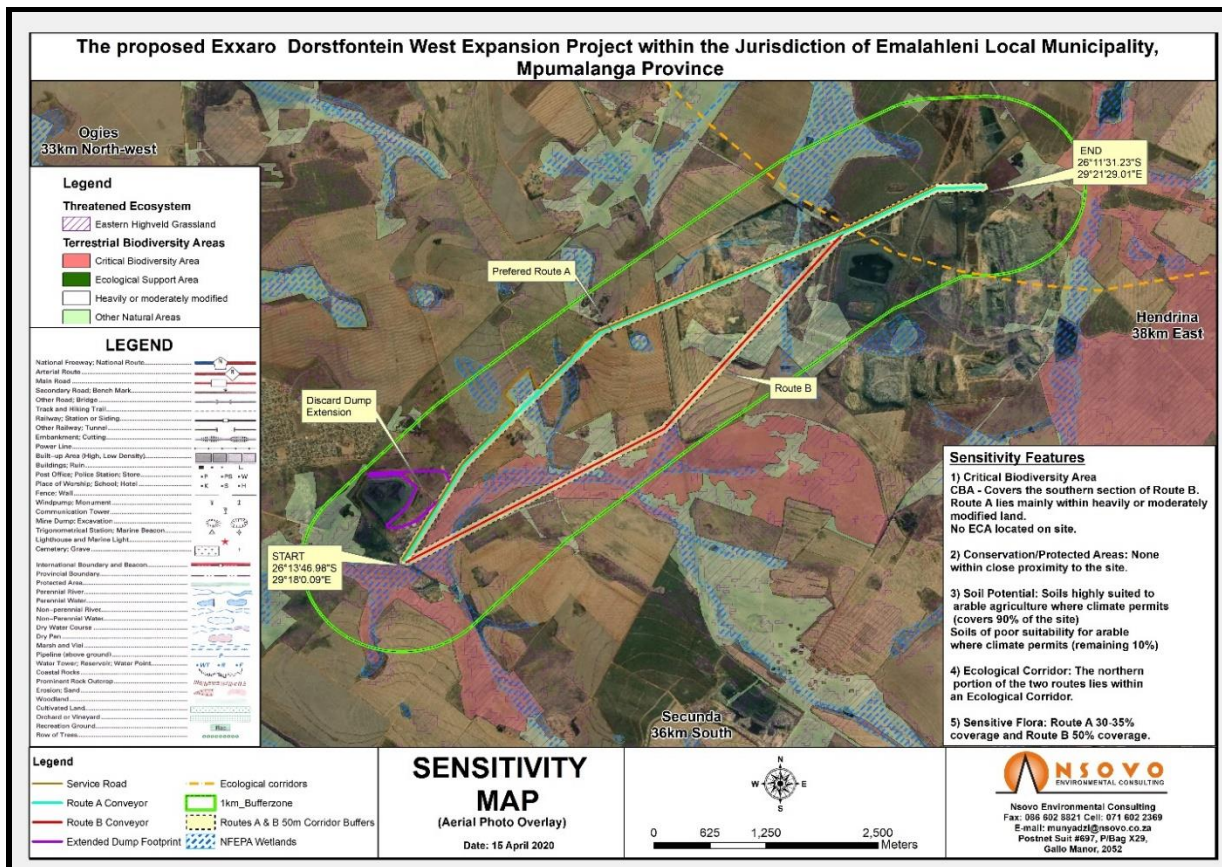 The proposed Exxaro Dorstfontein West Expansion Project within the Jurisdiction of Emalahleni Local Municipality,
Mpumalanga Province
Ogies
33km North-west
Legend
Threatened Ecosystem
Eastern Highveld Grassland
Terrestrial Biodiversity Areas
Critical Biodiversity Area
Ecological Support Area
Heavily or moderately modified
Other Natural Areas
LEGEND
National Freeway; National Route
Arterial Route
Main Road
Secondary Road; Bench Mark
Other Road; Bridge
Track and Hiking Trail
Railway; Station or Siding
Other Railway; Tunnel
Embankment; Cutting
Power Line
Built-up Area (High, Low Density)
Buildings; Ruin
Post Office; Police Station; Store
Place of Worship; School; Hotel
Fence; Wall
Windpump; Monument
Communication Tower
Mine Dump; Excavation
Trigonometrical Station; Marine Beacon
Lighthouse and Marine Light
Cemetery; Grave
International Boundary and Beacon
Provincial Boundary
Protected Area
Perennial River
Perennial Water
Non-perennial River
Non-Perennial Water
Dry Water Course
Dry Pan
Marsh and Vlei
Pipeline (above ground)
Water Tower; Reservoir; Water Point
Coastal Rocks
Prominent Rock Outcrop
Erosion; Sand
Woodland
Cultivated Land
Orchard or Vineyard
Recreation Ground
Row of Trees
END
26°11'31.23"S
29°21'29.01"E
Prefered Route A
Hendrina
38km East
Route B
Discard Dump
Extension
START
26°13'46.98"S
29°18'0.09"E
Secunda
36km South
Sensitivity Features
1) Critical Biodiversity Area
CBA - Covers the southern section of Route B.
Route A lies mainly within heavily or moderately
modified land.
No ECA located on site.
2) Conservation/Protected Areas: None
within close proximity to the site.
3) Soil Potential: Soils highly suited to
arable agriculture where climate permits
(covers 90% of the site)
Soils of poor suitability for arable
where climate permits (remaining 10%)
4) Ecological Corridor: The northern
portion of the two routes lies within
an Ecological Corridor.
5) Sensitive Flora: Route A 30-35%
coverage and Route B 50% coverage.
Legend
Service Road
Route A Conveyor
Route B Conveyor
Extended Dump Footprint
Ecological corridors
1km_Bufferzone
Routes A & B 50m Corridor Buffers
NFEPA Wetlands
SENSITIVITY
MAP
(Aerial Photo Overlay)
Date: 15 April 2020
N
W E
S
0 625 1,250 2,500
Meters
NSOVO
ENVIRONMENTAL CONSULTING
Nsovo Environmental Consulting
Fax: 086 602 8821 Cell: 071 602 2369
E-mail: munyadzi@nsovo.co.za
Postnet Suit #697, P/Bag X29,
Gallo Manor, 2052